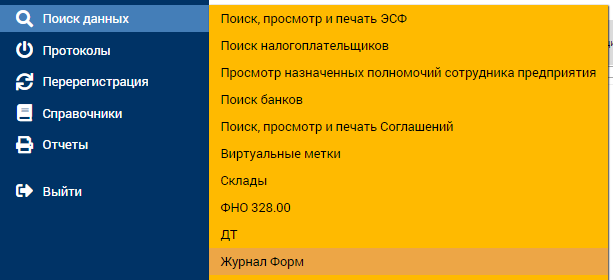 Поиск данных
Протоколы
Перерегистрация
Справочники
Отчеты
Выйти
Поиск, просмотр и печать ЭСФ
Поиск налогоплательщиков
Просмотр назначенных полномочий сотрудника предприятия
Поиск банков
Поиск, просмотр и печать Соглашений
Виртуальные метки
Склады
ФНО 328.00
ДТ
Журнал Форм